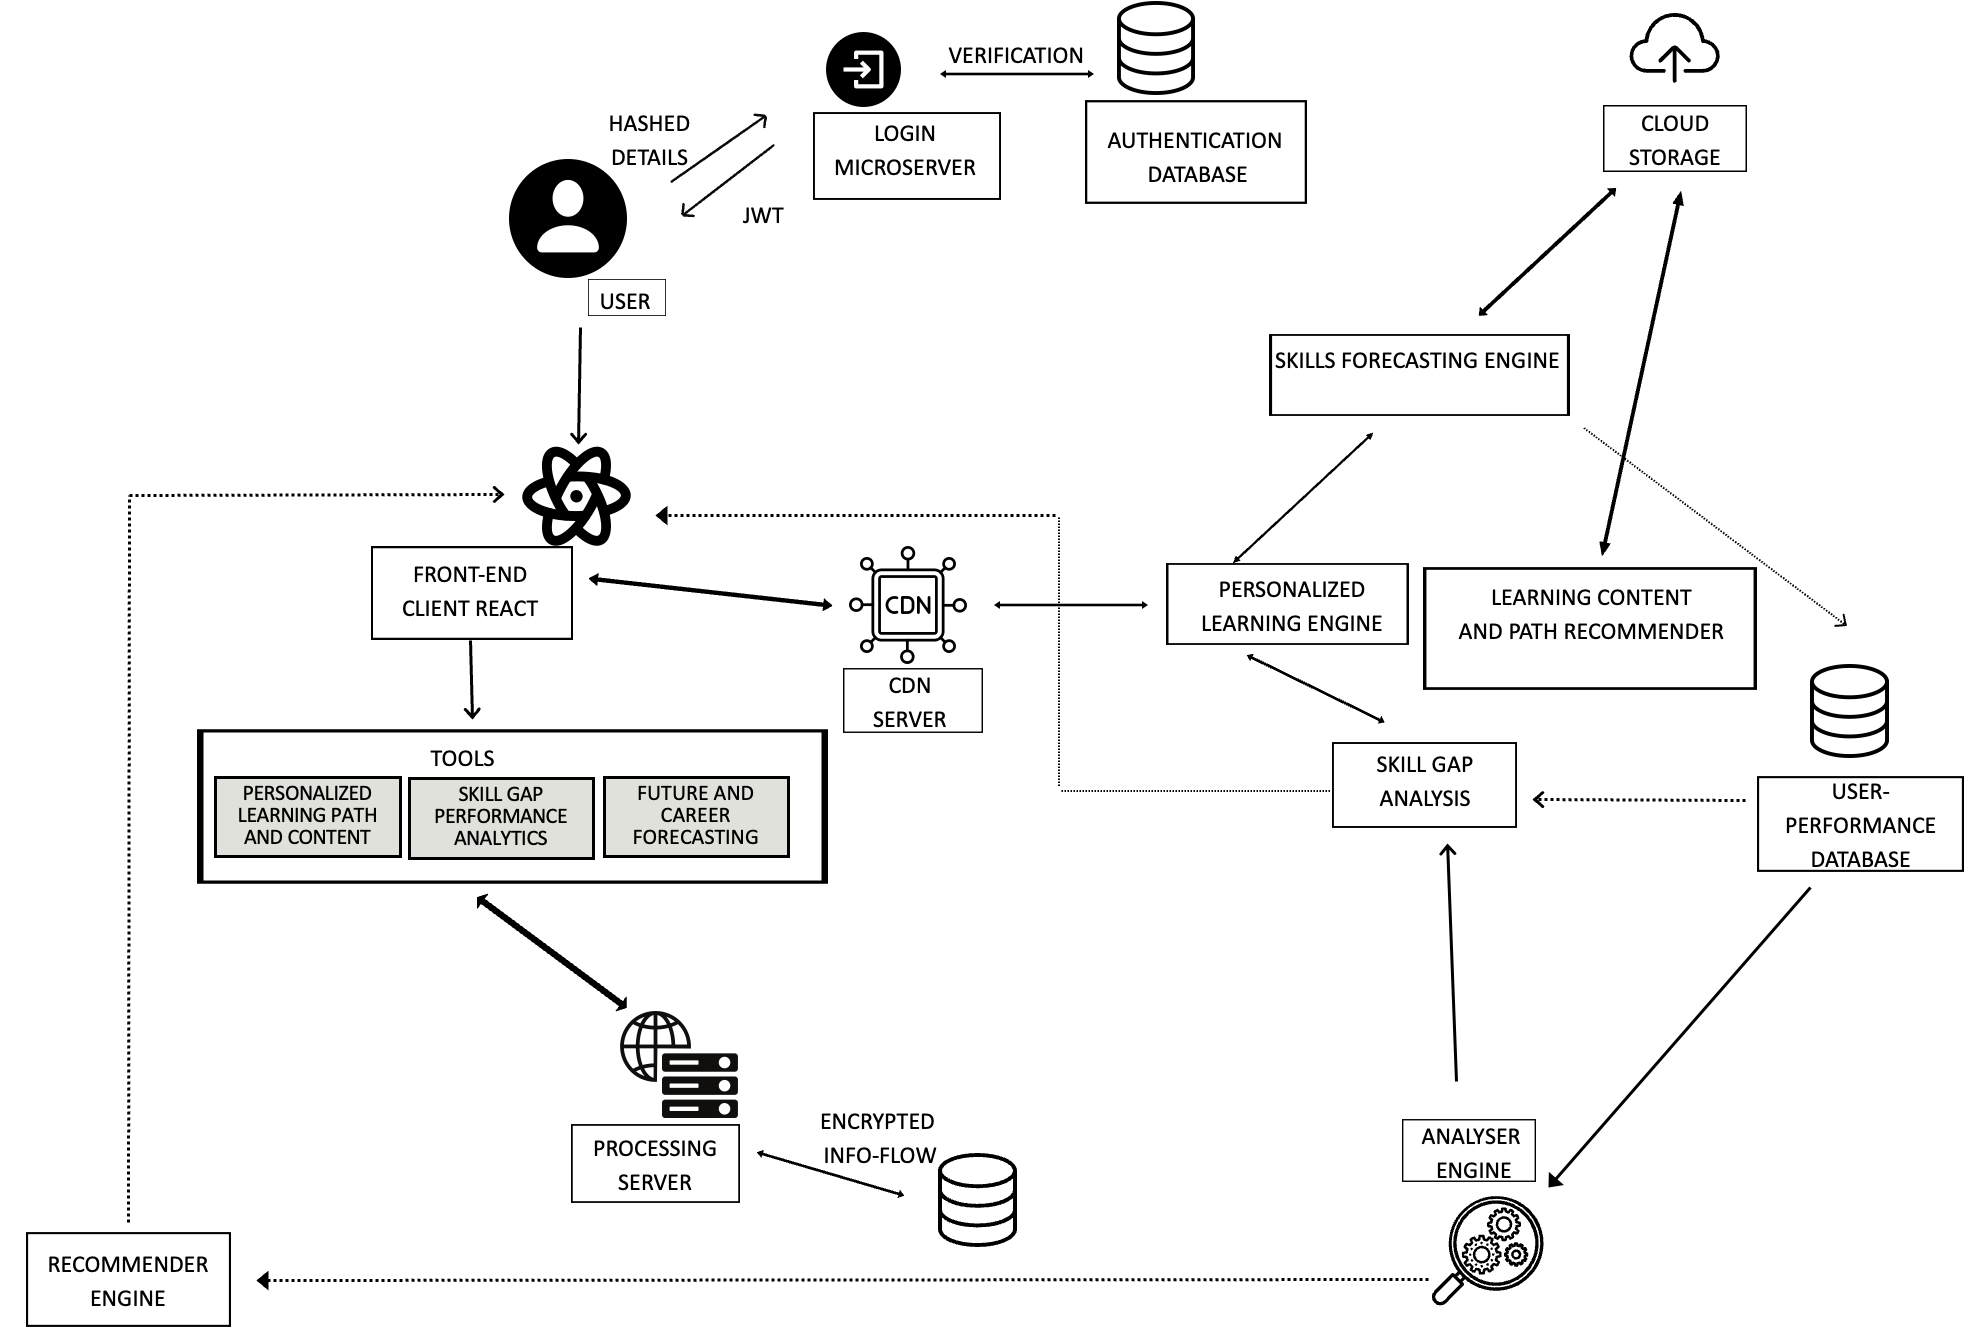 VERIFICATION
HASHED
DETAILS
LOGIN
MICROSERVER
AUTHENTICATION
DATABASE
CLOUD
STORAGE
JWT
USER
SKILLS FORECASTING ENGINE
FRONT-END
CLIENT REACT
CDN
CDN
SERVER
PERSONALIZED
LEARNING ENGINE
LEARNING CONTENT
AND PATH RECOMMENDER
TOOLS
PERSONALIZED
LEARNING PATH
AND CONTENT
SKILL GAP
PERFORMANCE
ANALYTICS
FUTURE AND
CAREER
FORECASTING
SKILL GAP
ANALYSIS
USER-
PERFORMANCE
DATABASE
PROCESSING
SERVER
ENCRYPTED
INFO-FLOW
ANALYSER
ENGINE
RECOMMENDER
ENGINE